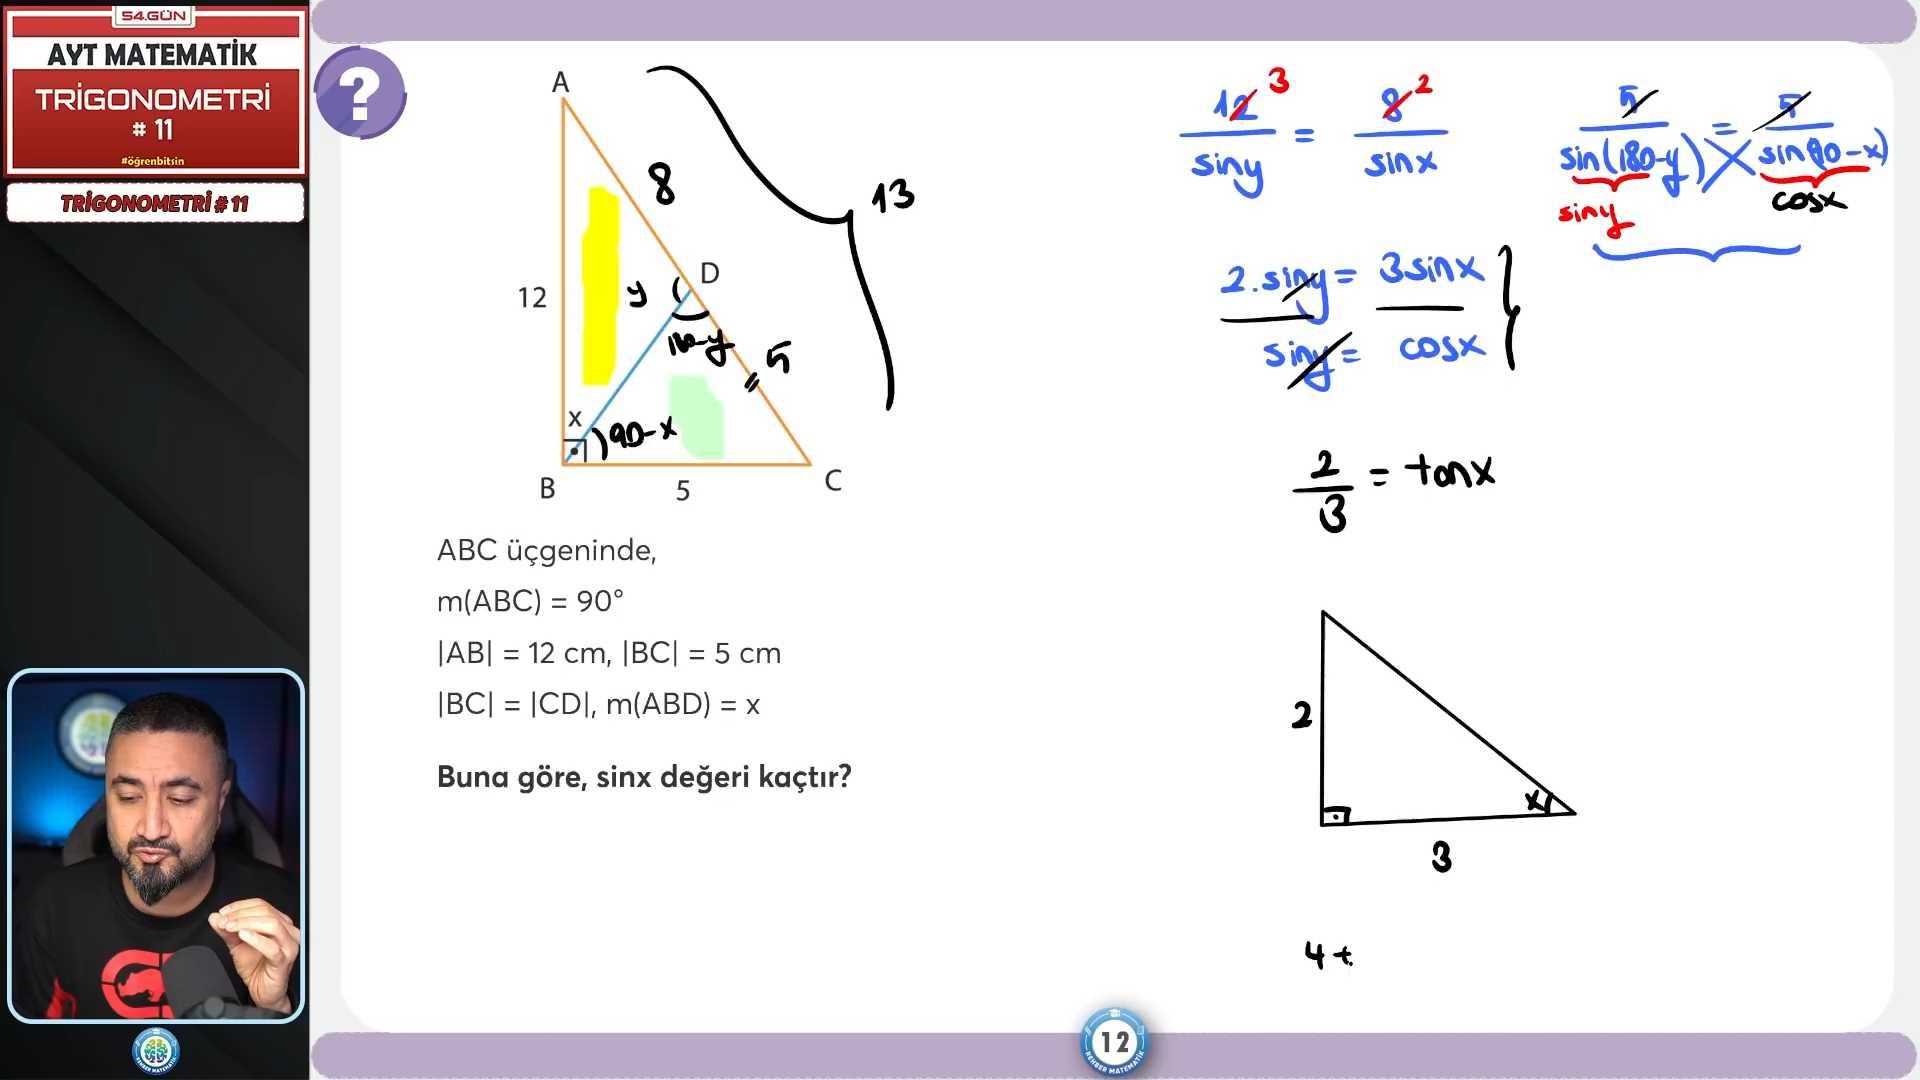 54.GÜN
AYT MATEMATİK
TRİGONOMETRİ
# 11
#öğrenbitsin
TRİGONOMETRİ # 11
?
A
8
13
12
y
D
180-y
5
x
90-x
B
5
C
ABC üçgeninde,
m(ABC) = 90°
|AB| = 12 cm, |BC| = 5 cm
|BC| = |CD|, m(ABD) = x
Buna göre, sinx değeri kaçtır?
12 3 / siny = 8 2 / sinx
5 / sin(180-y) = 5 / sin(90-x)
siny
cosx
2.siny = 3sinx
siny = cosx
2/3 = tanx
2
x
3
4 +
12
REHBER MATEMATİK